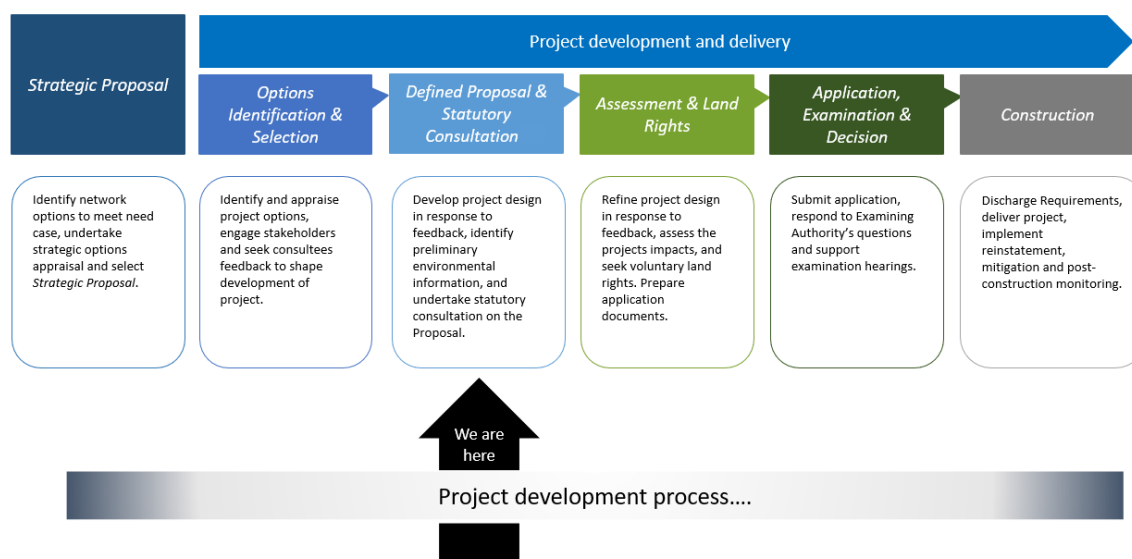 Project development and delivery
Strategic Proposal
Options
Identification &
Selection
Defined Proposal &
Statutory
Consultation
Assessment & Land
Rights
Application,
Examination &
Decision
Construction
Identify network
options to meet need
case, undertake
strategic options
appraisal and select
Strategic Proposal.
Identify and appraise
project options,
engage stakeholders
and seek consultees
feedback to shape
development of
project.
Develop project design
in response to
feedback, identify
preliminary
environmental
information, and
undertake statutory
consultation on the
Proposal.
Refine project design
in response to
feedback, assess the
projects impacts, and
seek voluntary land
rights. Prepare
application
documents.
Submit application,
respond to Examining
Authority’s questions
and support
examination hearings.
Discharge Requirements,
deliver project,
implement
reinstatement,
mitigation and post-
construction monitoring.
We are
here
Project development process....